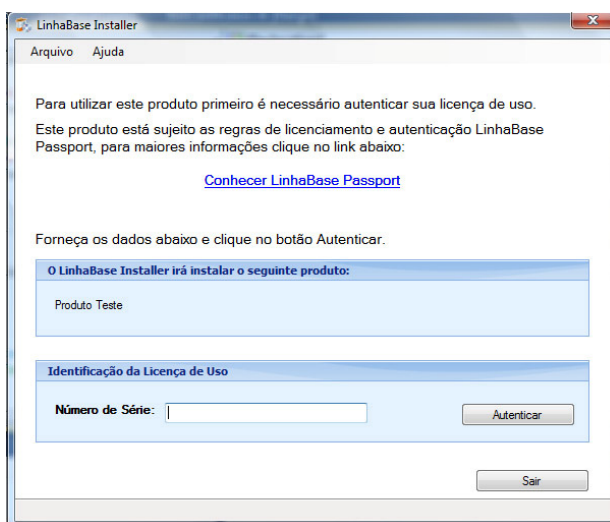 LinhaBase Installer
Arquivo Ajuda
Para utilizar este produto primeiro é necessário autenticar sua licença de uso.
Este produto está sujeito as regras de licenciamento e autenticação LinhaBase
Passport, para maiores informações clique no link abaixo:
Conhecer LinhaBase Passport
Forneça os dados abaixo e clique no botão Autenticar.
O LinhaBase Installer irá instalar o seguinte produto:
Produto Teste
Identificação da Licença de Uso
Número de Série:
Autenticar
Sair